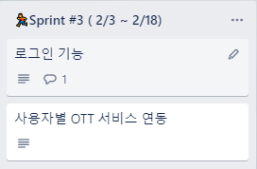 🏃Sprint #3 ( 2/3 ~ 2/18)
로그인 기능
1
사용자별 OTT 서비스 연동